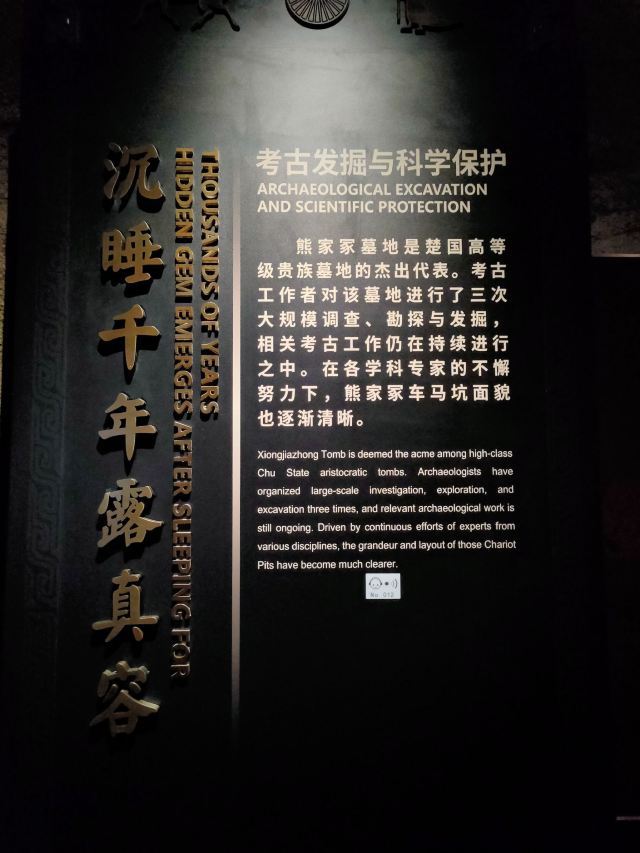 沉睡千年露真容
HIDDEN GEM EMERGES AFTER SLEEPING FOR
THOUSANDS OF YEARS
考古发掘与科学保护
ARCHAEOLOGICAL EXCAVATION
AND SCIENTIFIC PROTECTION
熊家冢墓地是楚国高等
级贵族墓地的杰出代表。考古
工作者对该墓地进行了三次
大规模调查、勘探与发掘，
相关考古工作仍在持续进行
之中。在各学科专家的不懈
努力下，熊家冢车马坑面貌
也逐渐清晰。
Xiongjiazhong Tomb is deemed the acme among high-class
Chu State aristocratic tombs. Archaeologists have
organized large-scale investigation, exploration, and
excavation three times, and relevant archaeological work is
still ongoing. Driven by continuous efforts of experts from
various disciplines, the grandeur and layout of those Chariot
Pits have become much clearer.
No.012